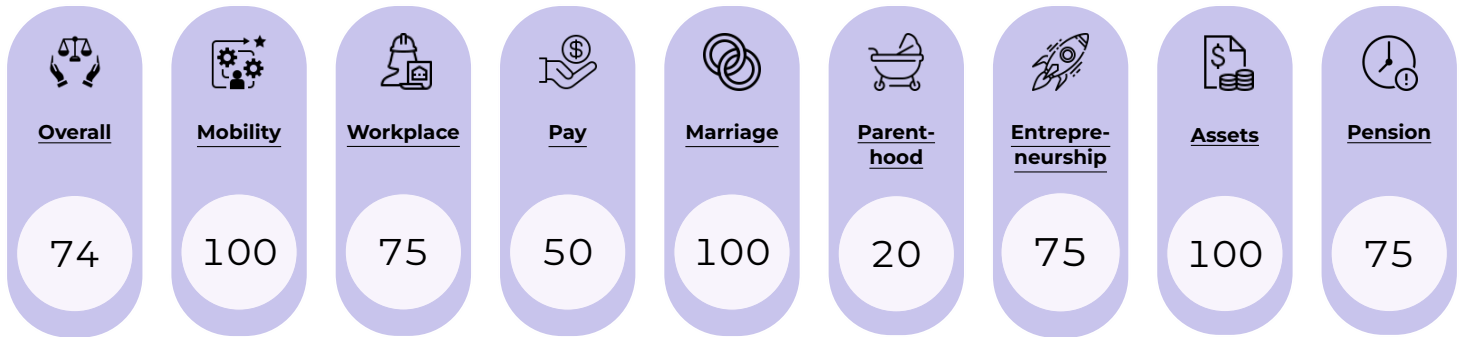 Overall
Mobility
Workplace
Pay
Marriage
Parent-
hood
Entrepre-
neurship
Assets
Pension
74
100
75
50
100
20
75
100
75